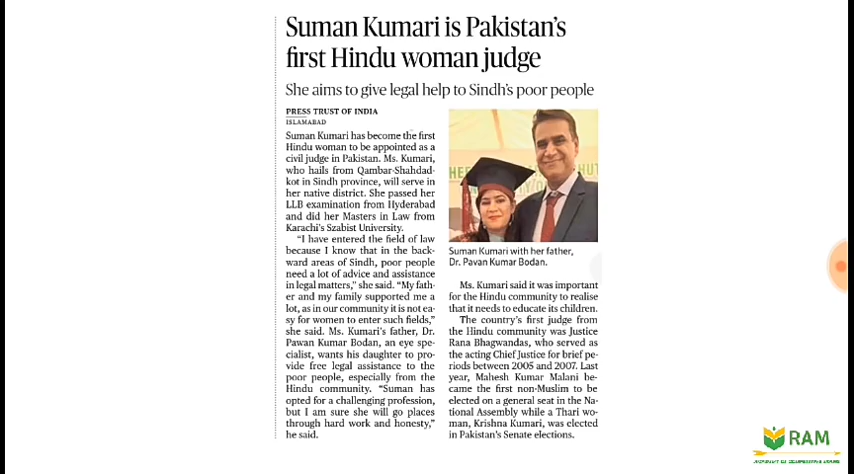 Suman Kumari is Pakistan's
first Hindu woman judge
She aims to give legal help to Sindh's poor people
PRESS TRUST OF INDIA
ISLAMABAD
Suman Kumari has become the first
Hindu woman to be appointed as a
civil judge in Pakistan. Ms. Kumari,
who hails from Qambar-Shahdad-
kot in Sindh province, will serve in
her native district. She passed her
LLB examination from Hyderabad
and did her Masters in Law from
Karachi's Szabist University.
"I have entered the field of law
because I know that in the back-
ward areas of Sindh, poor people
need a lot of advice and assistance
in legal matters," she said. "My fath-
er and my family supported me a
lot, as in our community it is not ea-
sy for women to enter such fields,"
she said. Ms. Kumari's father, Dr.
Pawan Kumar Bodan, an eye spe-
cialist, wants his daughter to pro-
vide free legal assistance to the
poor people, especially from the
Hindu community. "Suman has
opted for a challenging profession,
but I am sure she will go places
through hard work and honesty,"
he said.
Suman Kumari with her father,
Dr. Pavan Kumar Bodan.
Ms. Kumari said it was important
for the Hindu community to realise
that it needs to educate its children.
The country's first judge from
the Hindu community was Justice
Rana Bhagwandas, who served as
the acting Chief Justice for brief pe-
riods between 2005 and 2007. Last
year, Mahesh Kumar Malani be-
came the first non-Muslim to be
elected on a general seat in the Na-
tional Assembly while a Thari wo-
man, Krishna Kumari, was elected
in Pakistan's Senate elections.
RAM